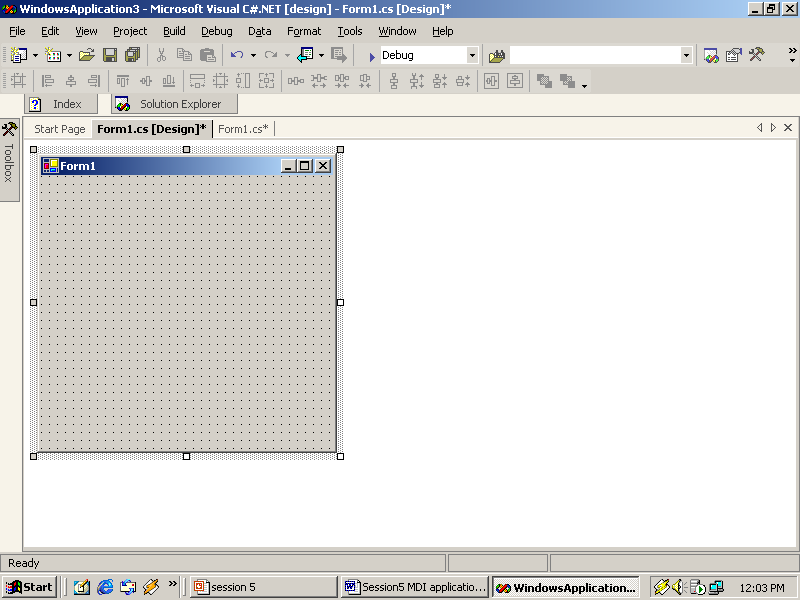 WindowsApplication3 - Microsoft Visual C#.NET [design] - Form1.cs [Design]*
File Edit View Project Build Debug Data Format Tools Window Help
Debug
Index Solution Explorer
Start Page Form1.cs [Design]* Form1.cs*
Toolbox
Form1
Ready
Start session 5 Session5 MDI applicatio... WindowsApplication... 12:03 PM